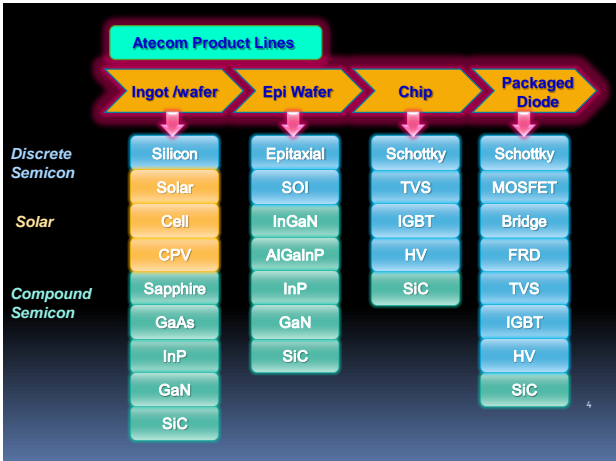 Atecom Product Lines
Ingot /wafer
Epi Wafer
Chip
Packaged
Diode
Discrete
Semicon
Solar
Compound
Semicon
Silicon
Solar
Cell
CPV
Sapphire
GaAs
InP
GaN
SiC
Epitaxial
SOI
InGaN
AlGaInP
InP
GaN
SiC
Schottky
TVS
IGBT
HV
SiC
Schottky
MOSFET
Bridge
FRD
TVS
IGBT
HV
SiC
4